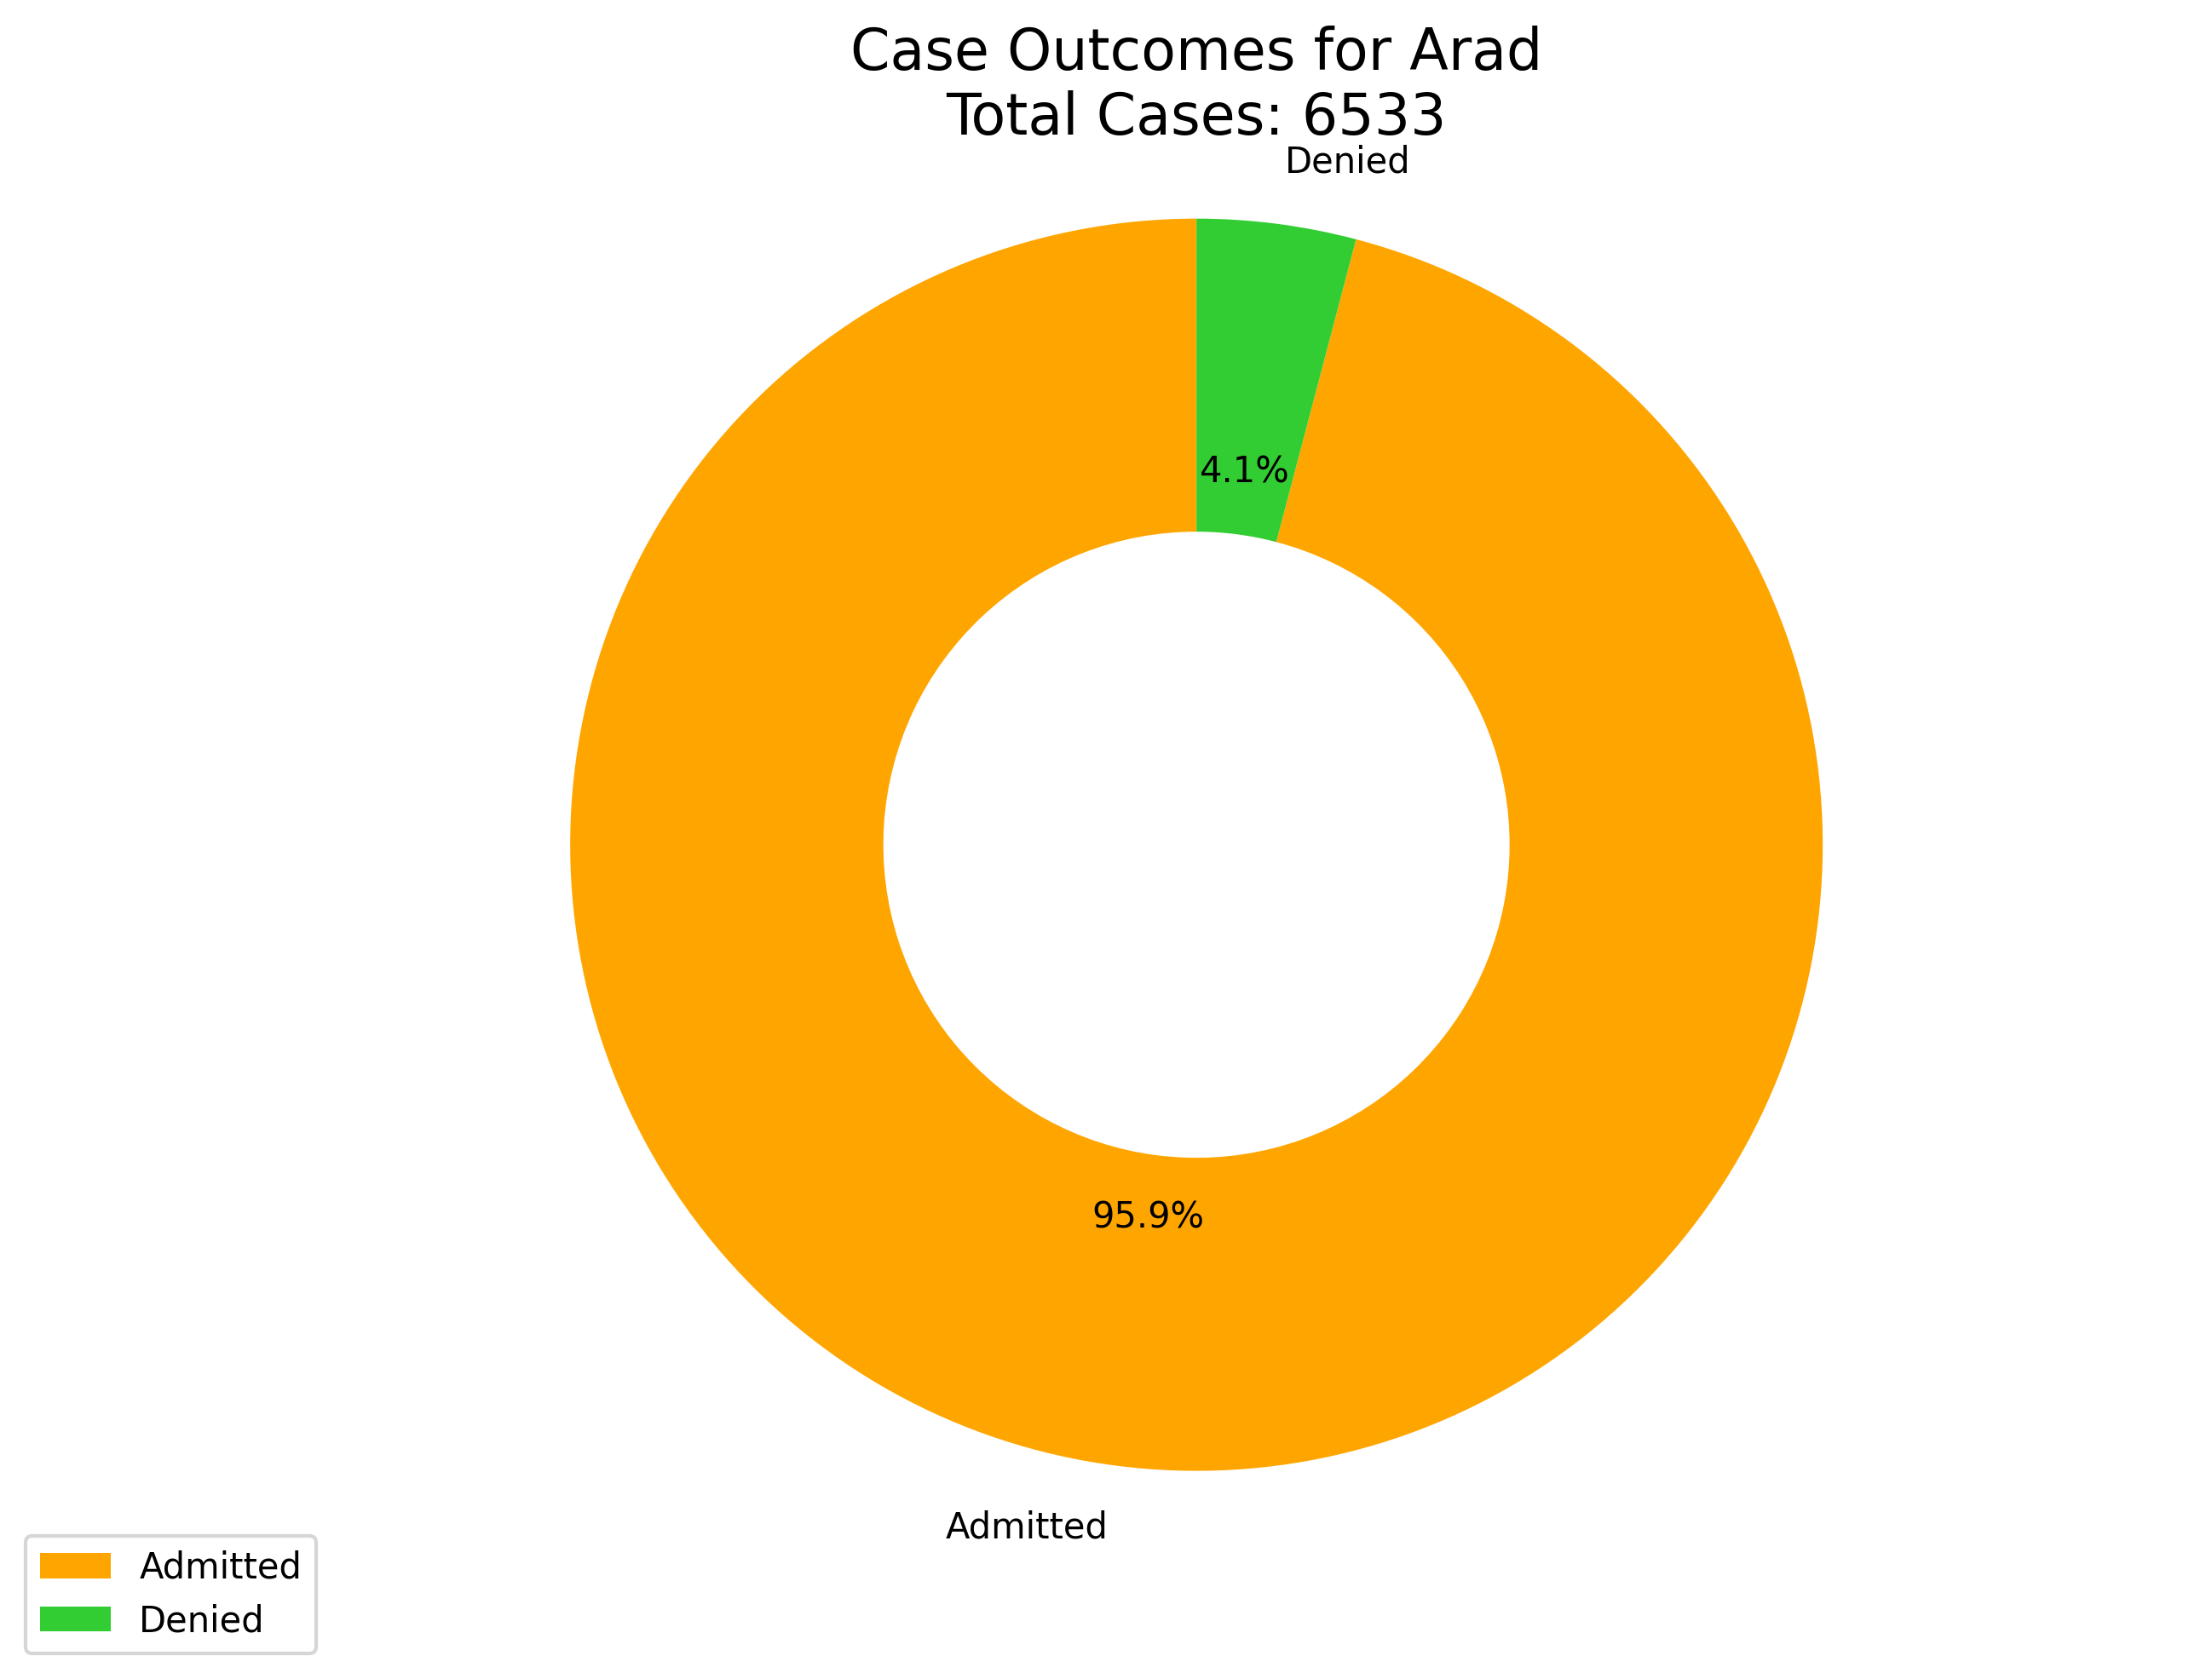 Case Outcomes for Arad
Total Cases: 6533
Denied
4.1%
95.9%
Admitted
Admitted
Denied